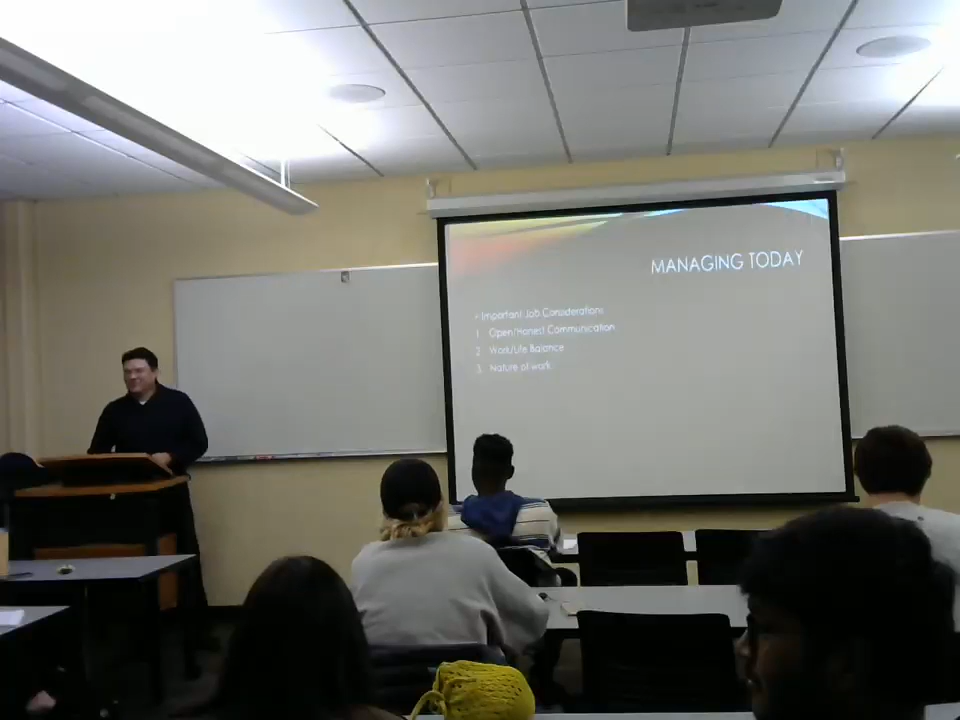 MANAGING TODAY
Important Job Considerations
1. Open/Honest Communication
2. Work/Life Balance
3. Nature of work